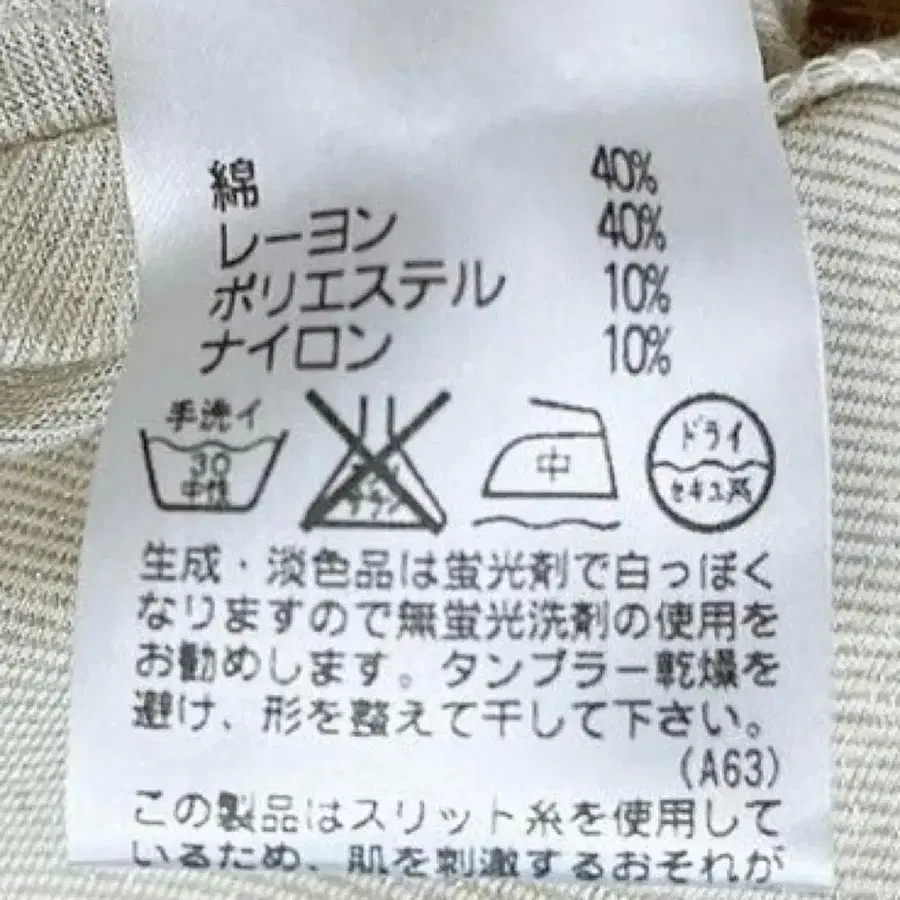 綿 40%
レーヨン 40%
ポリエステル 10%
ナイロン 10%
手洗イ
30
中性
中
ドライ
セキユ系
生成・淡色品は蛍光剤で白っぽく
なりますので無蛍光洗剤の使用を
お勧めします。タンブラー乾燥を
避け、形を整えて干して下さい。
(A63)
この製品はスリット糸を使用して
いるため、肌を刺激するおそれが